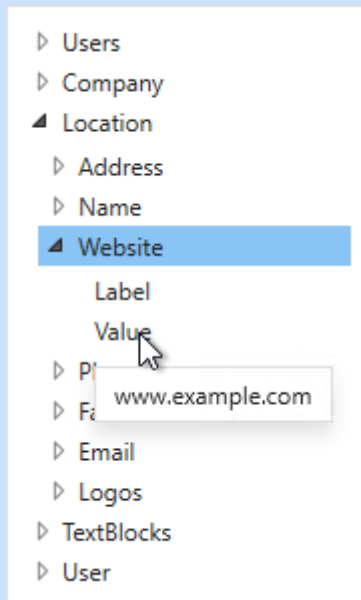 Users
Company
Location
Address
Name
Website
Label
Value
www.example.com
Email
Logos
TextBlocks
User